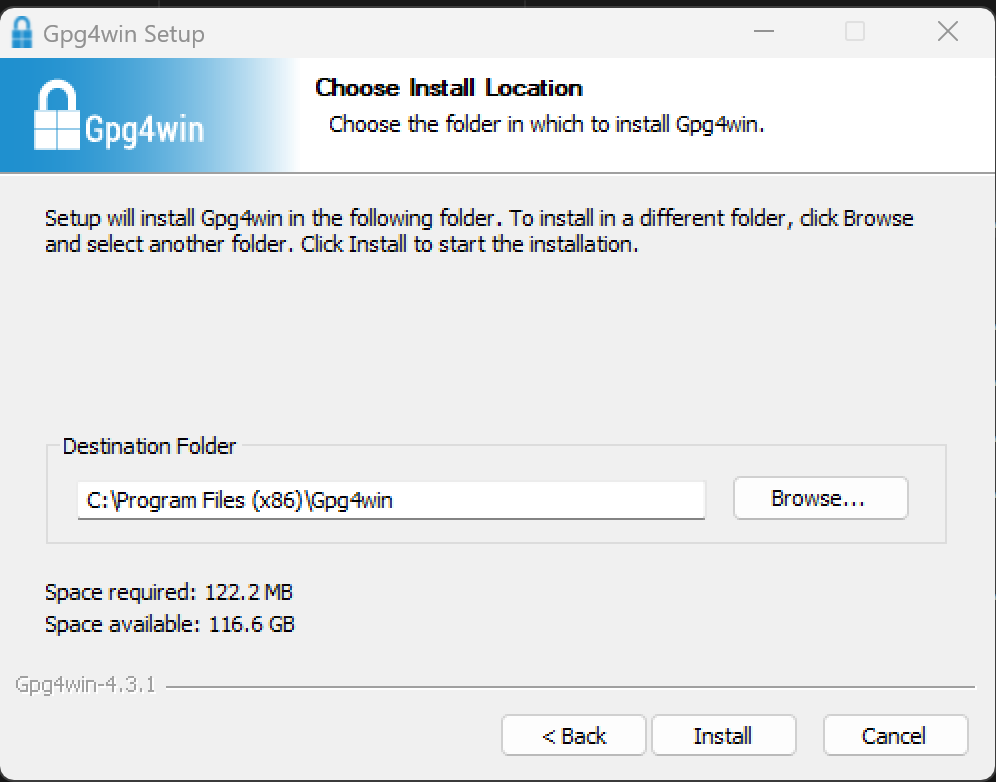 Gpg4win Setup
Gpg4win
Choose Install Location
Choose the folder in which to install Gpg4win.
Setup will install Gpg4win in the following folder. To install in a different folder, click Browse
and select another folder. Click Install to start the installation.
Destination Folder
C:\Program Files (x86)\Gpg4win
Browse...
Space required: 122.2 MB
Space available: 116.6 GB
Gpg4win-4.3.1
< Back
Install
Cancel